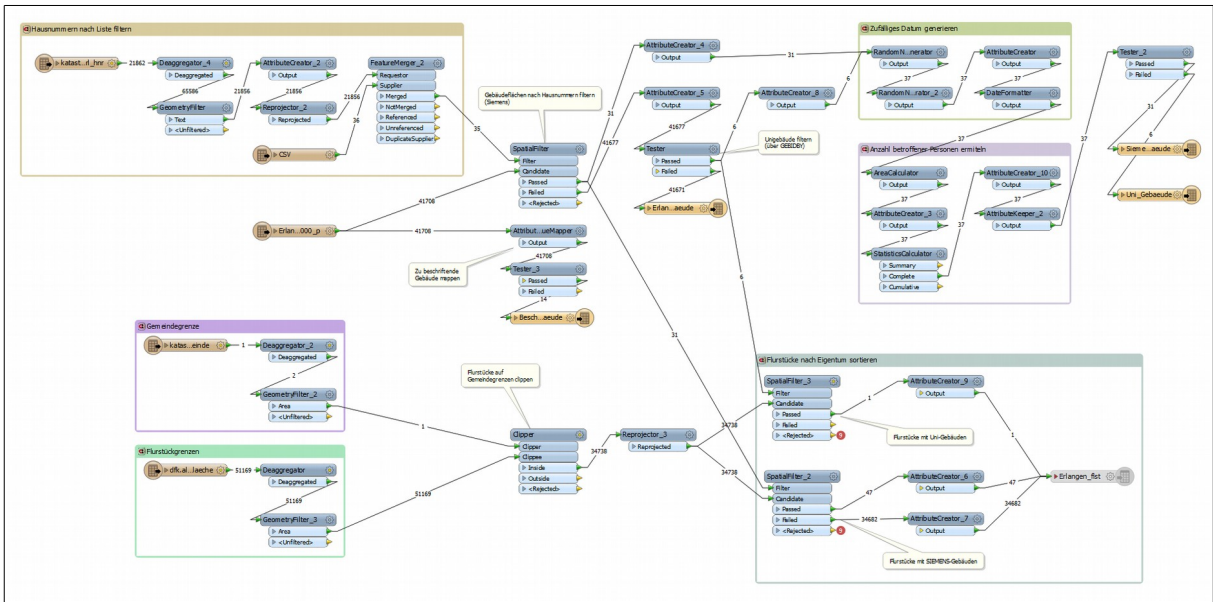 Hausnummern nach Liste filtern
katast...rl_hnr
21862
Deaggregator_4
Deaggregated
65586
GeometryFilter
Text
<Unfiltered>
21856
AttributeCreator_2
Output
21856
Reprojector_2
Reprojected
21856
CSV
36
FeatureMerger_2
Requestor
Supplier
Merged
NotMerged
Referenced
Unreferenced
DuplicateSupplier
35
Gebäudeflächen nach Hausnummern filtern
(Siemens)
SpatialFilter
Filter
Candidate
Passed
Failed
<Rejected>
31
41677
AttributeCreator_4
Output
31
AttributeCreator_5
Output
41677
Tester
Passed
Failed
41671
Erlan...aeude
6
AttributeCreator_8
Output
6
Unigebäude filtern
(über GEBIDBY)
Zufälliges Datum generieren
RandomN...nerator
Output
37
RandomN...rator_2
Output
37
AttributeCreator
Output
37
DateFormatter
Output
37
Anzahl betroffener Personen ermitteln
AreaCalculator
Output
37
AttributeCreator_3
Output
37
StatisticsCalculator
Summary
Complete
Cumulative
37
AttributeCreator_10
Output
37
AttributeKeeper_2
Output
37
Tester_2
Passed
Failed
31
6
Sieme...aeude
Uni_Gebaeude
Erlan...000_p
41708
41708
Attribut...ueMapper
Output
41708
Zu beschriftende
Gebäude mappen
Tester_3
Passed
Failed
14
Besch...aeude
31
6
Gemeindegrenze
katas...einde
1
Deaggregator_2
Deaggregated
2
GeometryFilter_2
Area
<Unfiltered>
1
Flurstückgrenzen
dfk.al...laeche
51169
Deaggregator
Deaggregated
51169
GeometryFilter_3
Area
<Unfiltered>
51169
Flurstücke auf
Gemeindegrenzen clippen
Clipper
Clipper
Clippee
Inside
Outside
<Rejected>
34738
Reprojector_3
Reprojected
34738
34738
Flurstücke nach Eigentum sortieren
SpatialFilter_3
Filter
Candidate
Passed
Failed
<Rejected>
1
AttributeCreator_9
Output
1
Flurstücke mit Uni-Gebäuden
SpatialFilter_2
Filter
Candidate
Passed
Failed
<Rejected>
47
AttributeCreator_6
Output
47
34682
AttributeCreator_7
Output
34682
Flurstücke mit SIEMENS-Gebäuden
Erlangen_flst